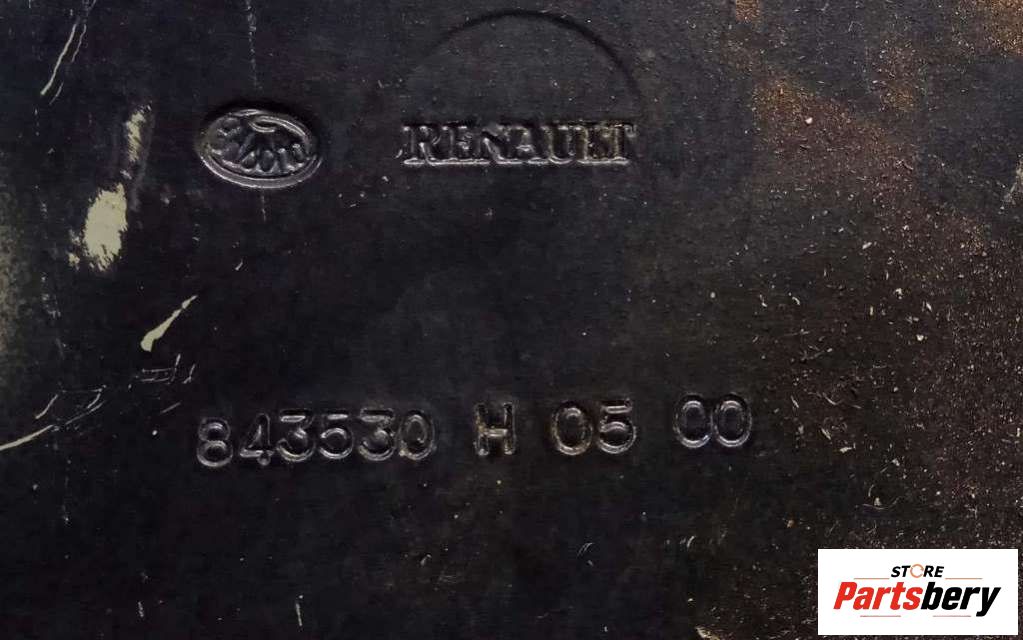 RENAULT
843530 H 05 00
STORE
Partsbery